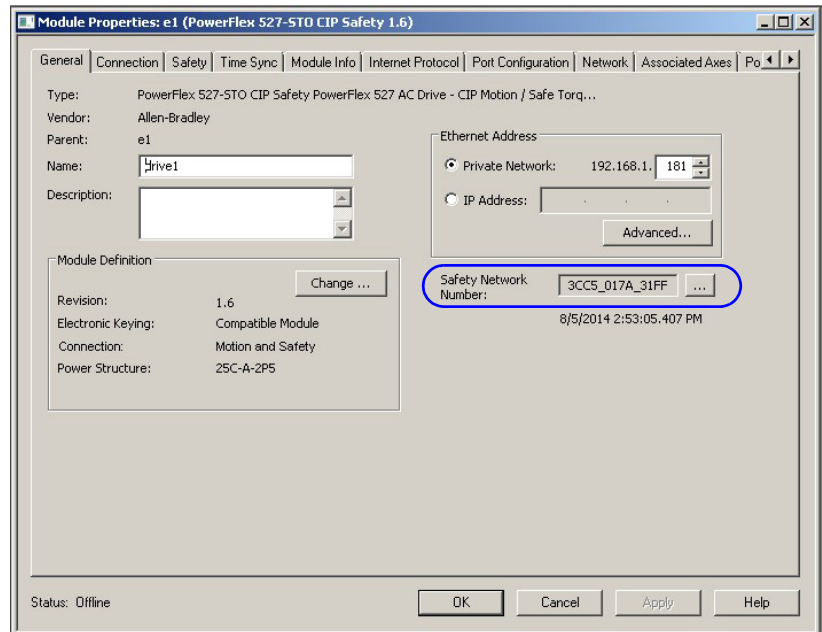 Module Properties: e1 (PowerFlex 527-STO CIP Safety 1.6)
General Connection Safety Time Sync Module Info Internet Protocol Port Configuration Network Associated Axes Po
Type: PowerFlex 527-STO CIP Safety PowerFlex 527 AC Drive - CIP Motion / Safe Torq...
Vendor: Allen-Bradley
Parent: e1
Name: drive1
Description:
Ethernet Address
Private Network: 192.168.1. 181
IP Address: . . .
Advanced...
Module Definition
Change ...
Revision: 1.6
Electronic Keying: Compatible Module
Connection: Motion and Safety
Power Structure: 25C-A-2P5
Safety Network Number: 3CC5_017A_31FF ...
8/5/2014 2:53:05.407 PM
Status: Offline
OK Cancel Apply Help